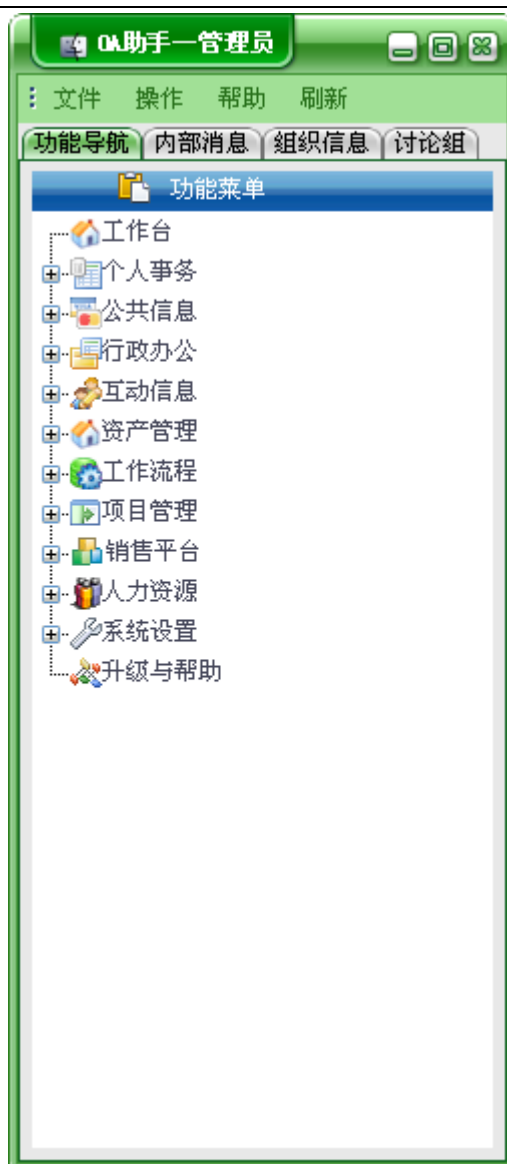 OA助手—管理员
文件 操作 帮助 刷新
功能导航 内部消息 组织信息 讨论组
功能菜单
工作台
个人事务
公共信息
行政办公
互动信息
资产管理
工作流程
项目管理
销售平台
人力资源
系统设置
升级与帮助